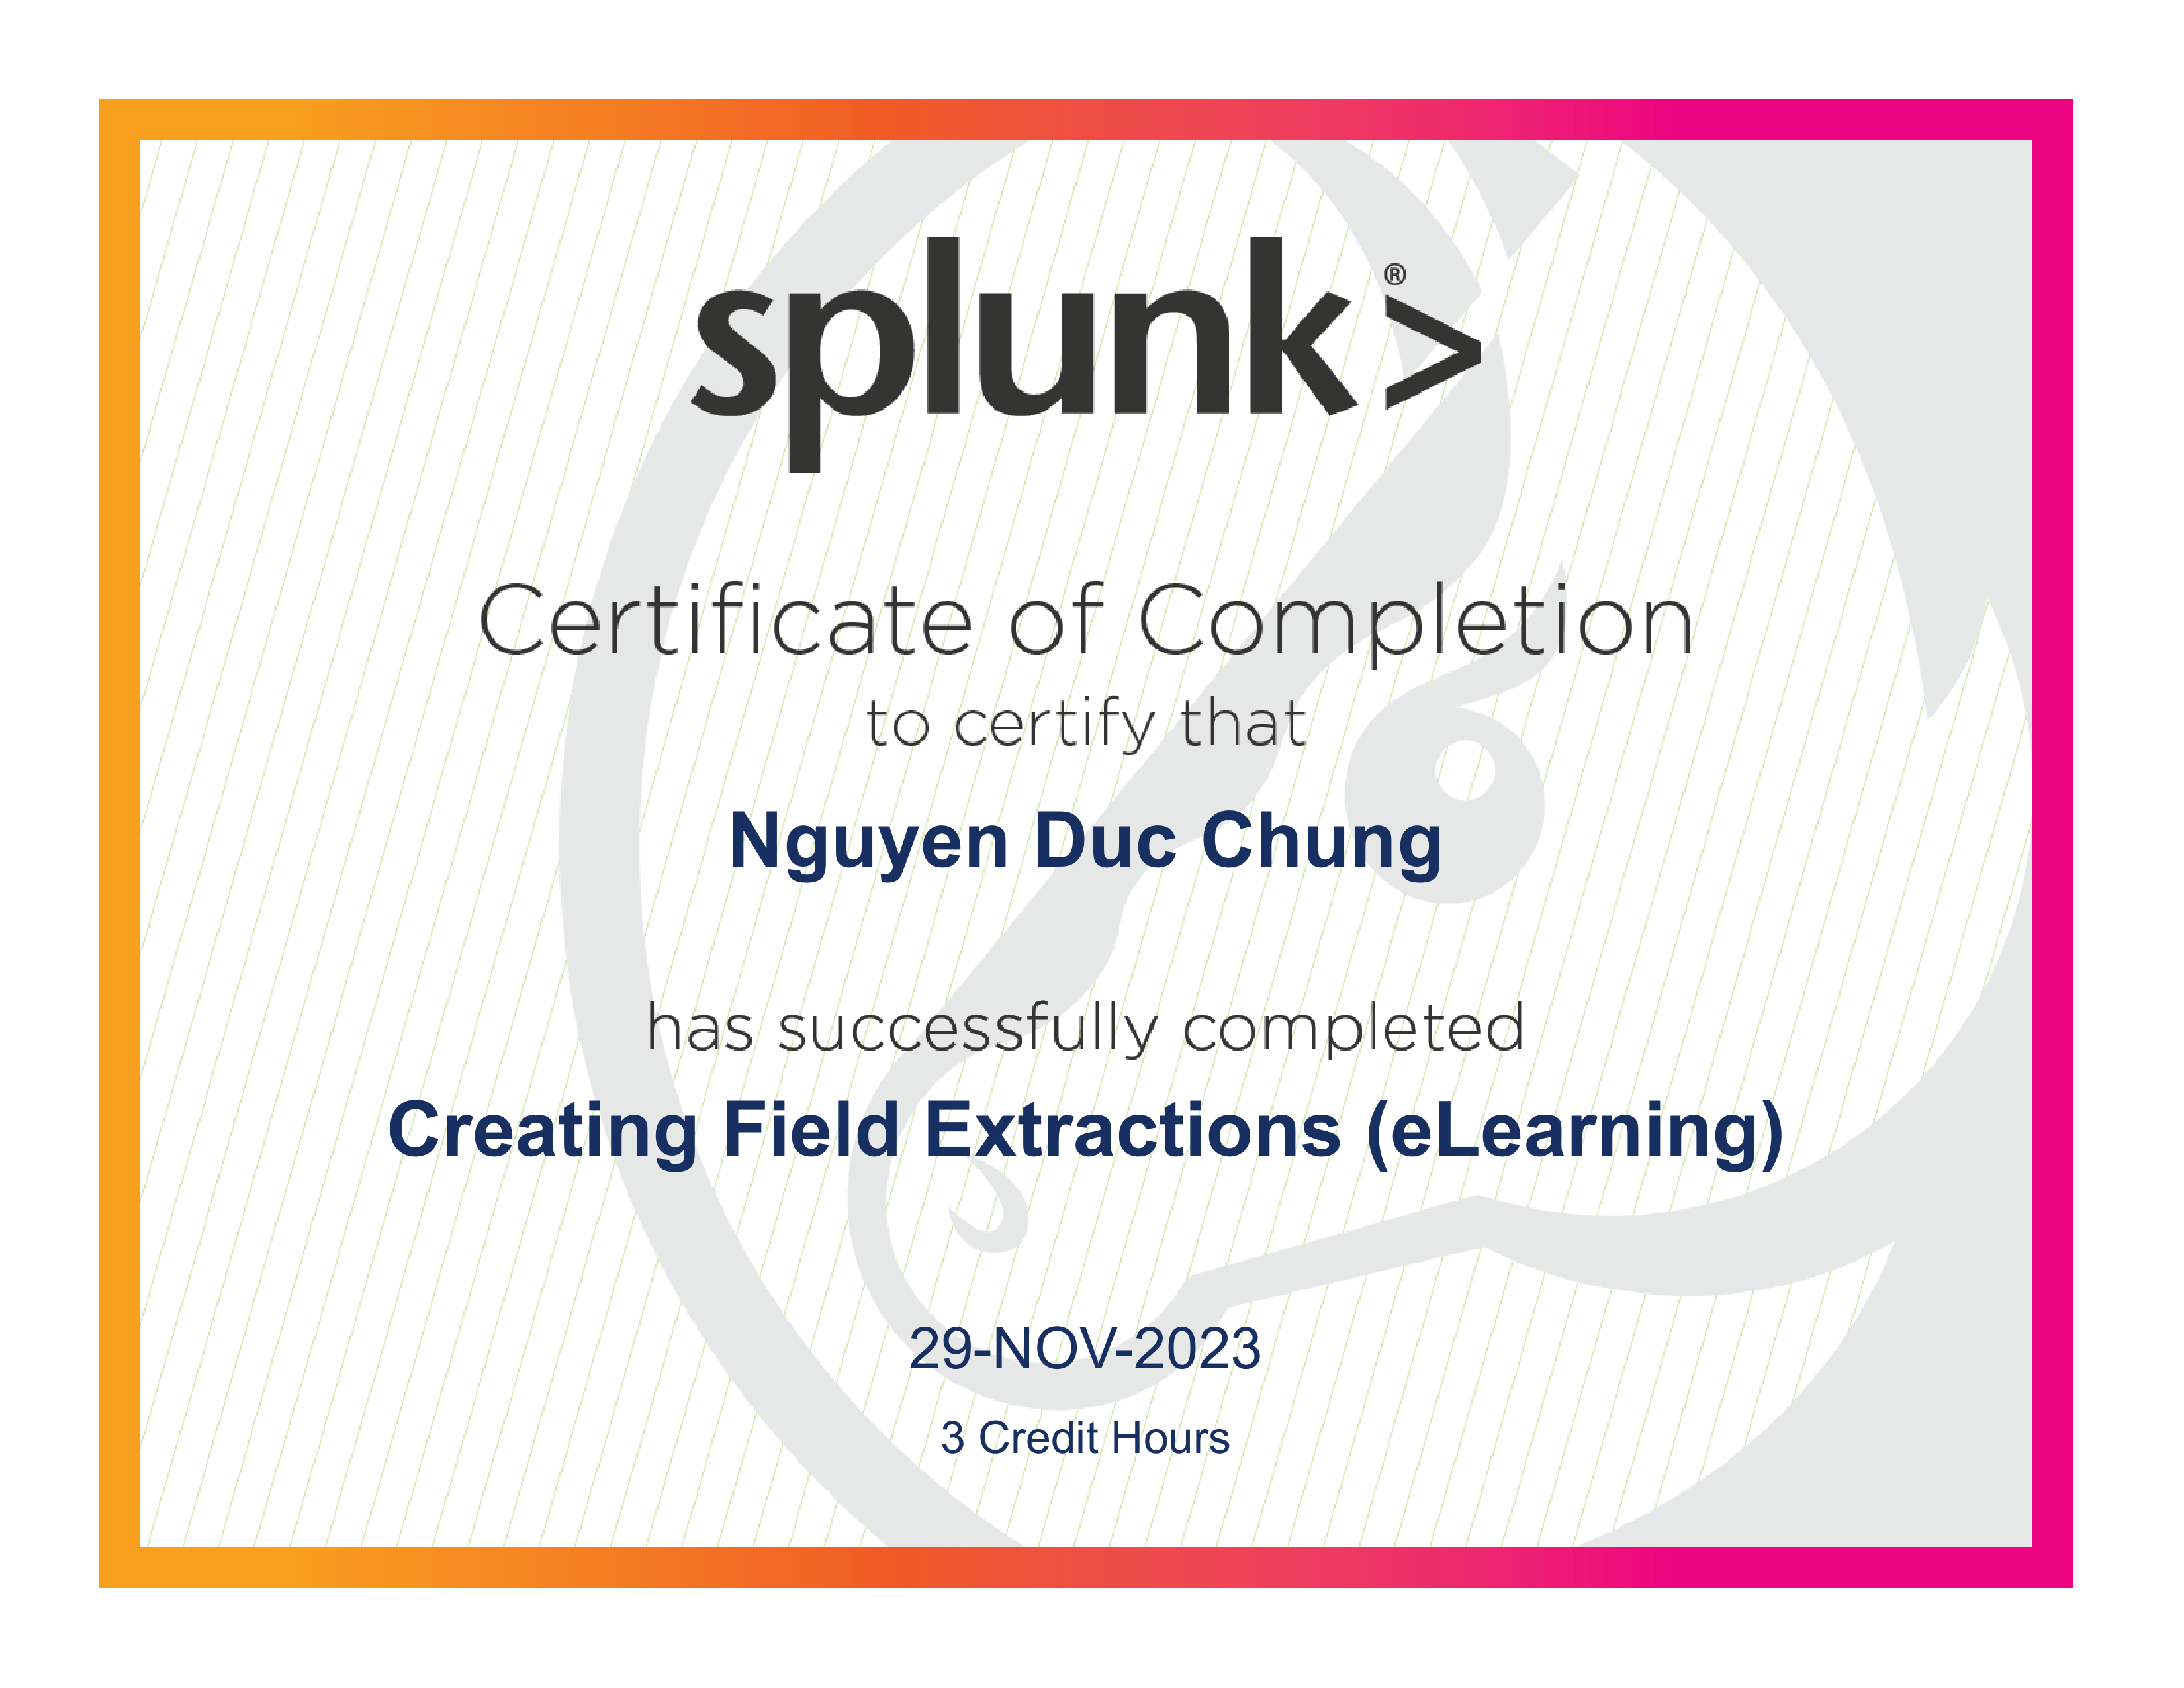 splunk>®
Certificate of Completion
to certify that
Nguyen Duc Chung
has successfully completed
Creating Field Extractions (eLearning)
29-NOV-2023
3 Credit Hours